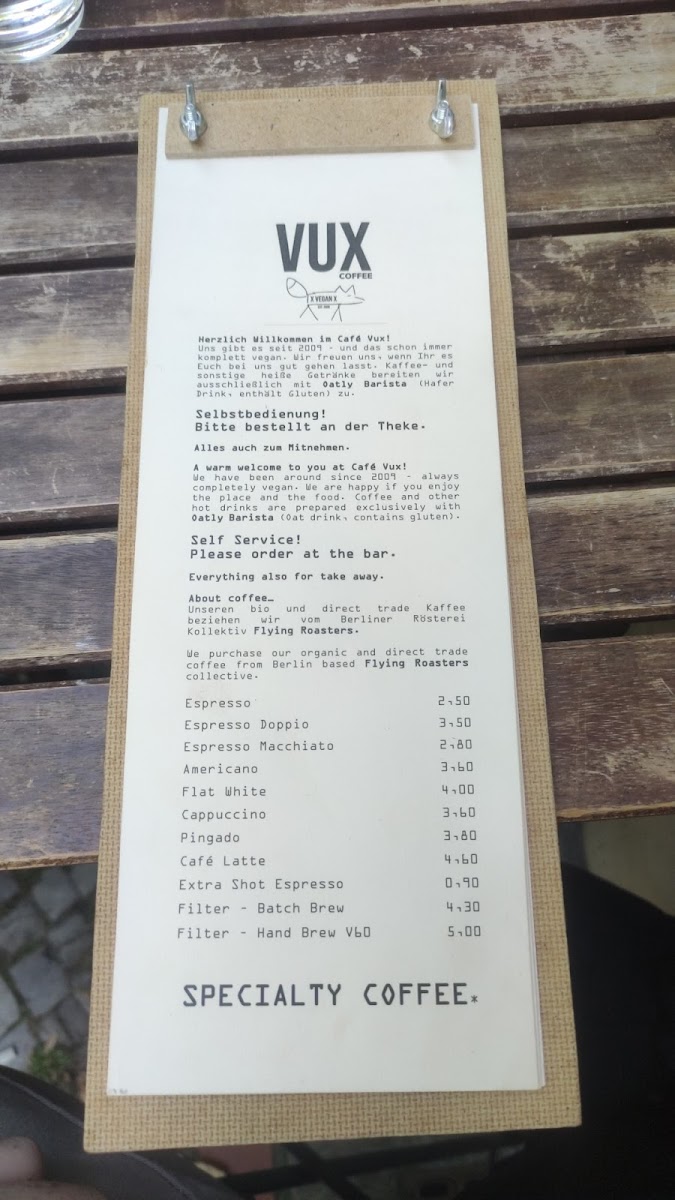 VUX
COFFEE
X VEGAN X
Herzlich Willkommen im Café Vux!
Uns gibt es seit 2009 - und das schon immer
komplett vegan. Wir freuen uns, wenn Ihr es
Euch bei uns gut gehen lasst. Kaffee- und
sonstige heiße Getränke bereiten wir
ausschließlich mit Oatly Barista (Hafer
Drink, enthält Gluten) zu.
Selbstbedienung!
Bitte bestellt an der Theke.
Alles auch zum Mitnehmen.
A warm welcome to you at Café Vux!
We have been around since 2009 - always
completely vegan. We are happy if you enjoy
the place and the food. Coffee and other
hot drinks are prepared exclusively with
Oatly Barista (Oat drink, contains gluten).
Self Service!
Please order at the bar.
Everything also for take away.
About coffee…
Unseren bio und direct trade Kaffee
beziehen wir vom Berliner Rösterei
Kollektiv Flying Roasters.
We purchase our organic and direct trade
coffee from Berlin based Flying Roasters
collective.
Espresso 2,50
Espresso Doppio 3,50
Espresso Macchiato 2,80
Americano 3,60
Flat White 4,00
Cappuccino 3,60
Pingado 3,80
Café Latte 4,60
Extra Shot Espresso 0,90
Filter - Batch Brew 4,30
Filter - Hand Brew V60 5,00
SPECIALTY COFFEE*